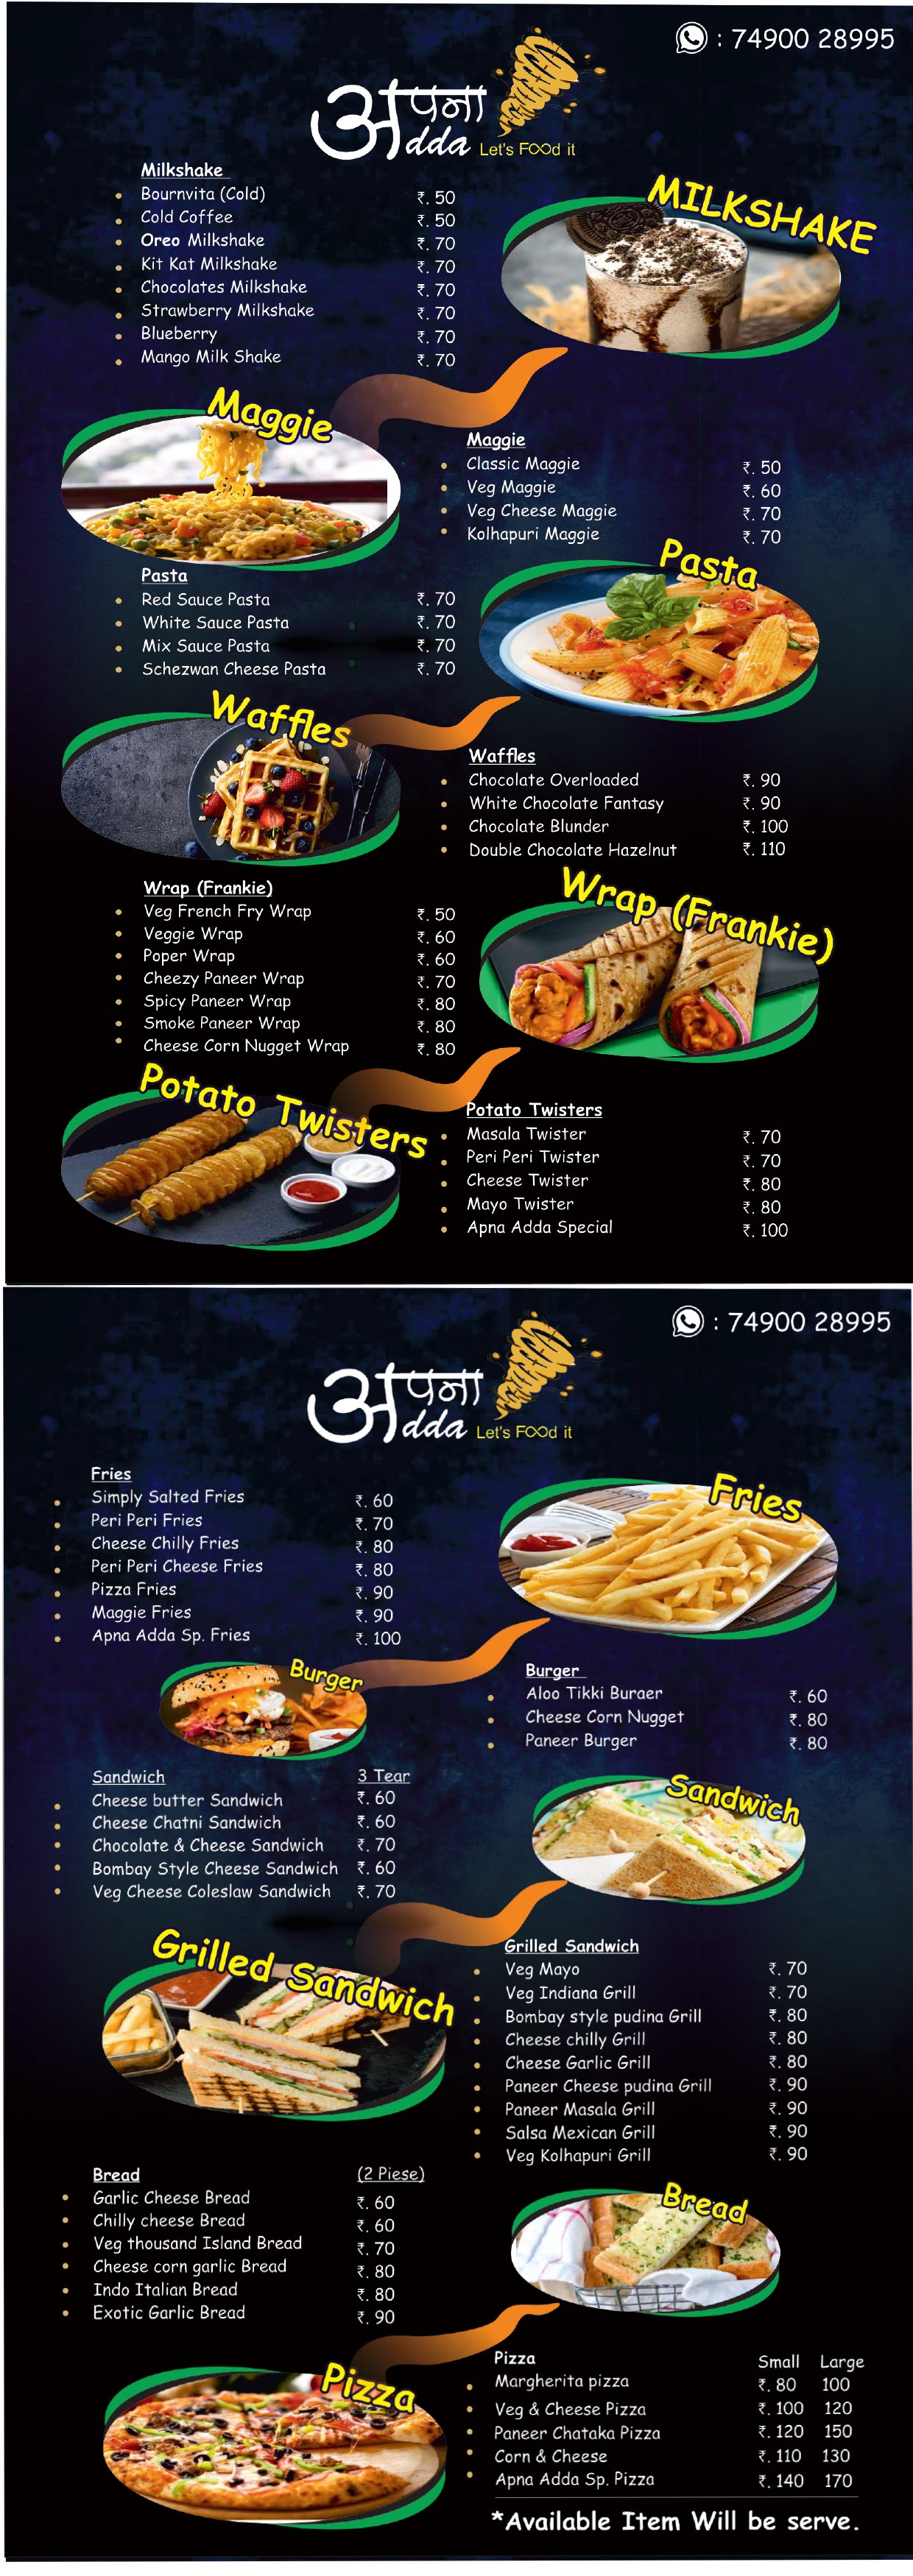 : 74900 28995
अपना
dda Let's FOOd it
MILKSHAKE
Milkshake
Bournvita (Cold) ₹. 50
Cold Coffee ₹. 50
Oreo Milkshake ₹. 70
Kit Kat Milkshake ₹. 70
Chocolates Milkshake ₹. 70
Strawberry Milkshake ₹. 70
Blueberry ₹. 70
Mango Milk Shake ₹. 70
Maggie
Maggie
Classic Maggie ₹. 50
Veg Maggie ₹. 60
Veg Cheese Maggie ₹. 70
Kolhapuri Maggie ₹. 70
Pasta
Pasta
Red Sauce Pasta ₹. 70
White Sauce Pasta ₹. 70
Mix Sauce Pasta ₹. 70
Schezwan Cheese Pasta ₹. 70
Waffles
Waffles
Chocolate Overloaded ₹. 90
White Chocolate Fantasy ₹. 90
Chocolate Blunder ₹. 100
Double Chocolate Hazelnut ₹. 110
Wrap (Frankie)
Wrap (Frankie)
Veg French Fry Wrap ₹. 50
Veggie Wrap ₹. 60
Poper Wrap ₹. 60
Cheezy Paneer Wrap ₹. 70
Spicy Paneer Wrap ₹. 80
Smoke Paneer Wrap ₹. 80
Cheese Corn Nugget Wrap ₹. 80
Potato Twisters
Potato Twisters
Masala Twister ₹. 70
Peri Peri Twister ₹. 70
Cheese Twister ₹. 80
Mayo Twister ₹. 80
Apna Adda Special ₹. 100
: 74900 28995
अपना
dda Let's FOOd it
Fries
Fries
Simply Salted Fries ₹. 60
Peri Peri Fries ₹. 70
Cheese Chilly Fries ₹. 80
Peri Peri Cheese Fries ₹. 80
Pizza Fries ₹. 90
Maggie Fries ₹. 90
Apna Adda Sp. Fries ₹. 100
Burger
Burger
Aloo Tikki Buraer ₹. 60
Cheese Corn Nugget ₹. 80
Paneer Burger ₹. 80
Sandwich 3 Tear
Cheese butter Sandwich ₹. 60
Cheese Chatni Sandwich ₹. 60
Chocolate & Cheese Sandwich ₹. 70
Bombay Style Cheese Sandwich ₹. 60
Veg Cheese Coleslaw Sandwich ₹. 70
Sandwich
Grilled Sandwich
Grilled Sandwich
Veg Mayo ₹. 70
Veg Indiana Grill ₹. 70
Bombay style pudina Grill ₹. 80
Cheese chilly Grill ₹. 80
Cheese Garlic Grill ₹. 80
Paneer Cheese pudina Grill ₹. 90
Paneer Masala Grill ₹. 90
Salsa Mexican Grill ₹. 90
Veg Kolhapuri Grill ₹. 90
Bread (2 Piese)
Garlic Cheese Bread ₹. 60
Chilly cheese Bread ₹. 60
Veg thousand Island Bread ₹. 70
Cheese corn garlic Bread ₹. 80
Indo Italian Bread ₹. 80
Exotic Garlic Bread ₹. 90
Bread
Pizza
Pizza Small Large
Margherita pizza ₹. 80 100
Veg & Cheese Pizza ₹. 100 120
Paneer Chataka Pizza ₹. 120 150
Corn & Cheese ₹. 110 130
Apna Adda Sp. Pizza ₹. 140 170
*Available Item Will be serve.